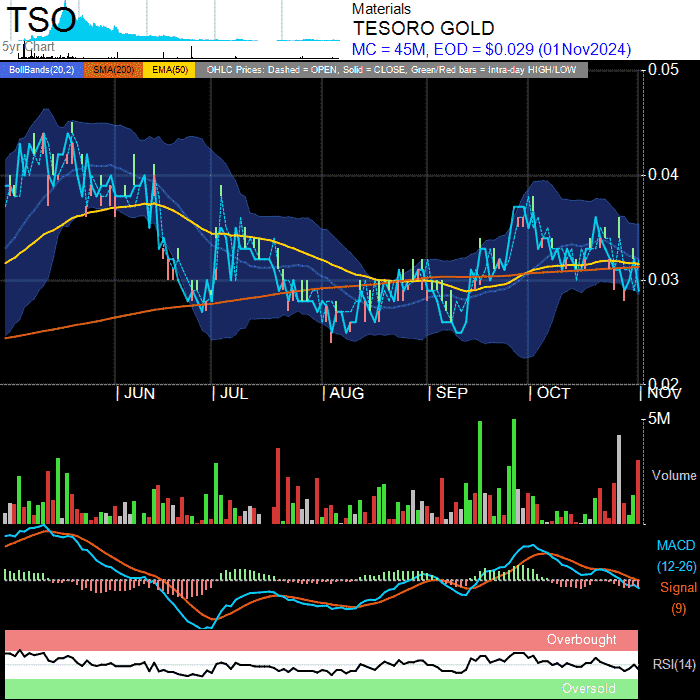 TSO
5yr Chart
Materials
TESORO GOLD
MC = 45M, EOD = $0.029 (01Nov2024)
BollBands(20,2) SMA(200) EMA(50) OHLC Prices: Dashed = OPEN, Solid = CLOSE, Green/Red bars = Intra-day HIGH/LOW
0.05
0.04
0.03
0.02
| JUN | JUL | AUG | SEP | OCT | NOV
5M
Volume
MACD
(12-26)
Signal
(9)
Overbought
RSI(14)
Oversold